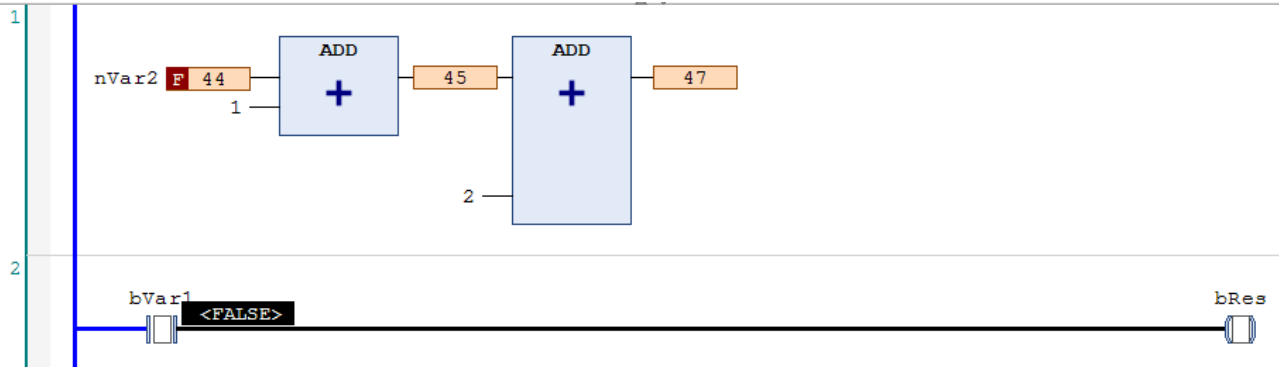 1
ADD ADD
nVar2 F 44 45 47
1
2
2
bVar1 bRes
<FALSE>